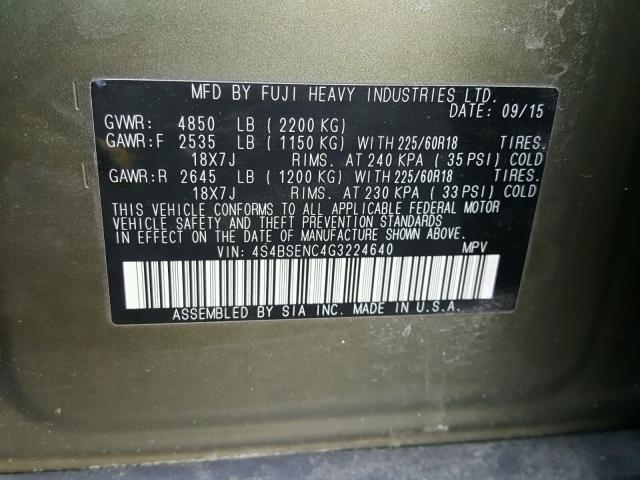 MFD BY FUJI HEAVY INDUSTRIES LTD.
DATE: 09/15
GVWR: 4850 LB ( 2200 KG)
GAWR:F 2535 LB ( 1150 KG) WITH 225/60R18 TIRES.
18X7J RIMS. AT 240 KPA ( 35 PSI) COLD
GAWR:R 2645 LB ( 1200 KG) WITH 225/60R18 TIRES.
18X7J RIMS. AT 230 KPA ( 33 PSI) COLD
THIS VEHICLE CONFORMS TO ALL APPLICABLE FEDERAL MOTOR
VEHICLE SAFETY AND THEFT PREVENTION STANDARDS
IN EFFECT ON THE DATE OF MANUFACTURE SHOWN ABOVE.
VIN: 4S4BSENC4G3224640 MPV
ASSEMBLED BY SIA INC. MADE IN U.S.A.